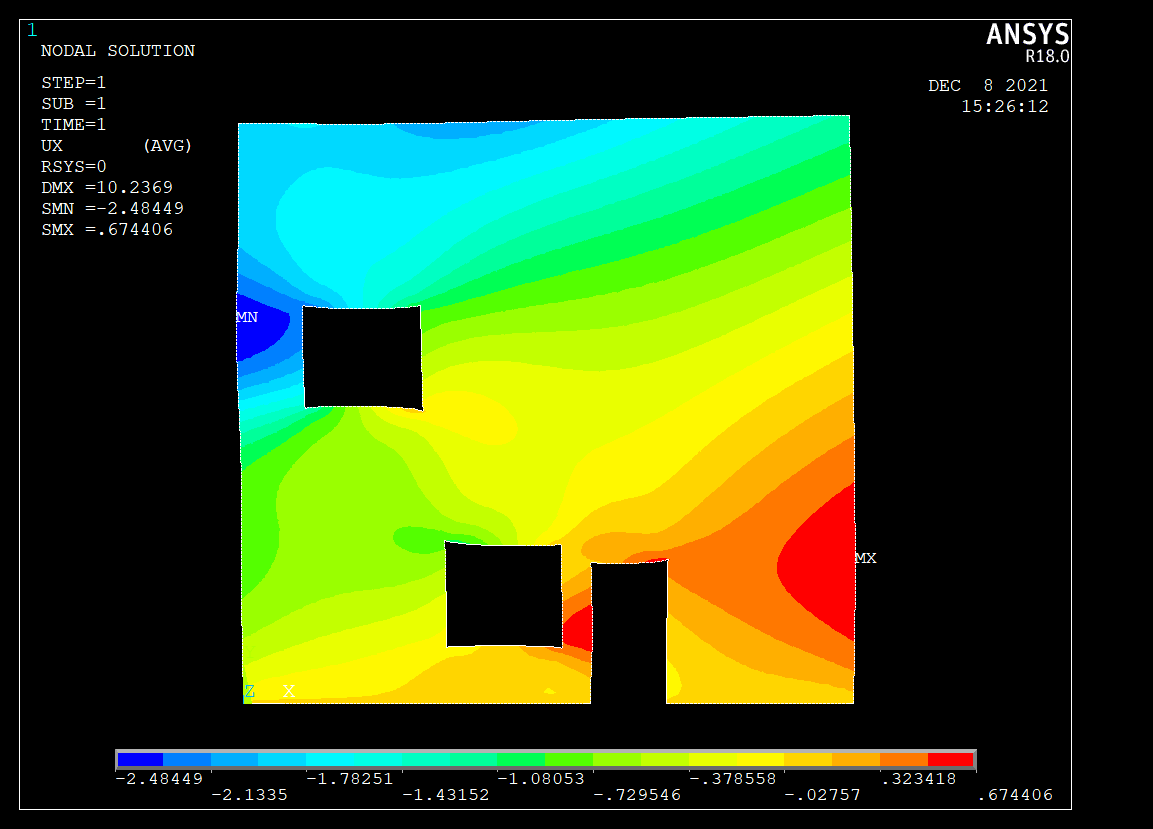 1
ANSYS
R18.0
NODAL SOLUTION
STEP=1
SUB =1
TIME=1
UX (AVG)
RSYS=0
DMX =10.2369
SMN =-2.48449
SMX =.674406
DEC 8 2021
15:26:12
MN
MX
Z X
-2.48449 -1.78251 -1.08053 -.378558 .323418
-2.1335 -1.43152 -.729546 -.02757 .674406